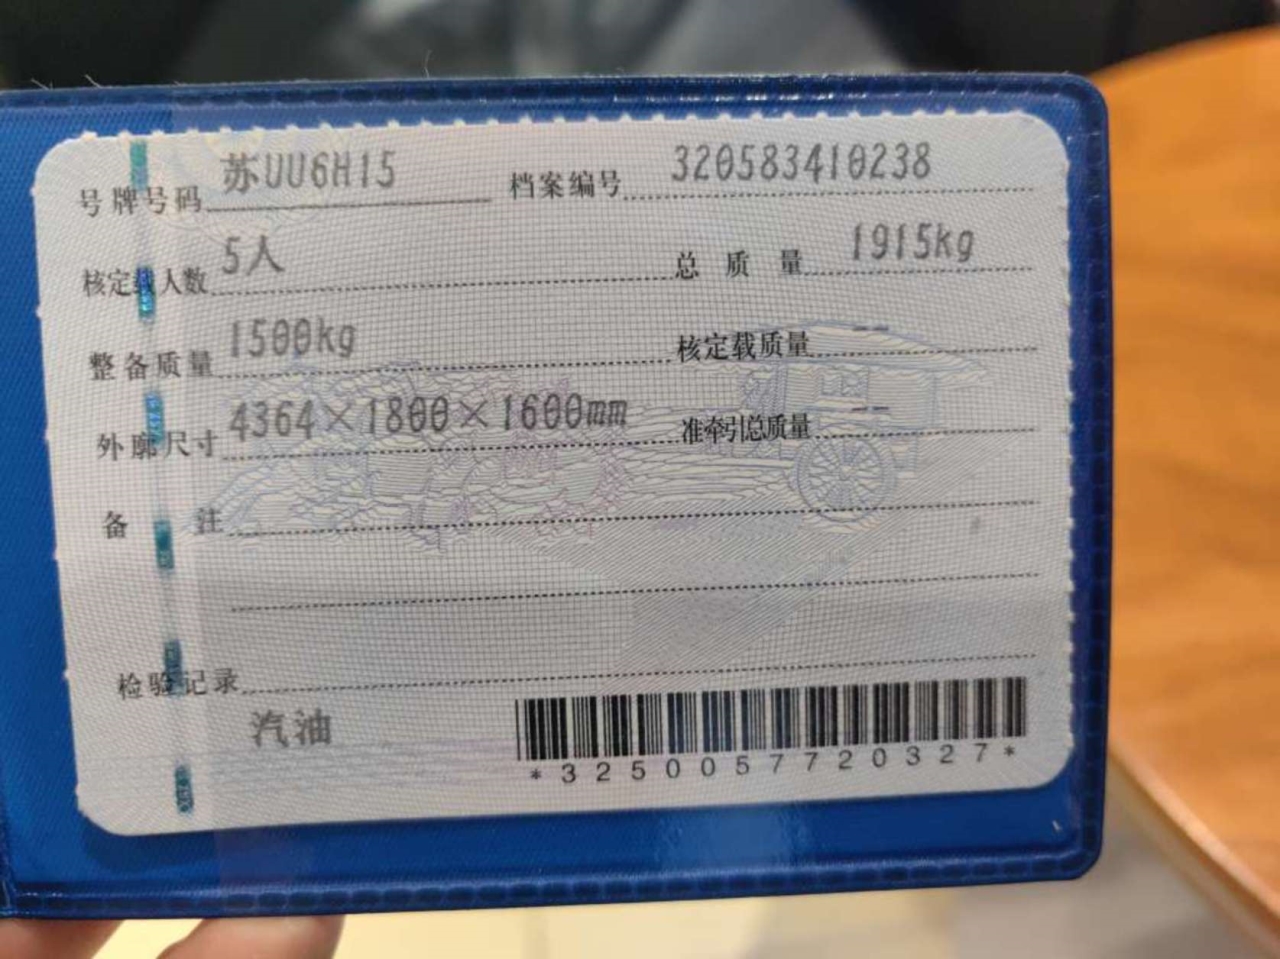 号牌号码 苏UU6H15 档案编号 320583410238
核定载人数 5人 总质量 1915kg
整备质量 1500kg 核定载质量 --
外廓尺寸 4364×1800×1600mm 准牵引总质量 --
备注
检验记录
汽油
*3250057720327*